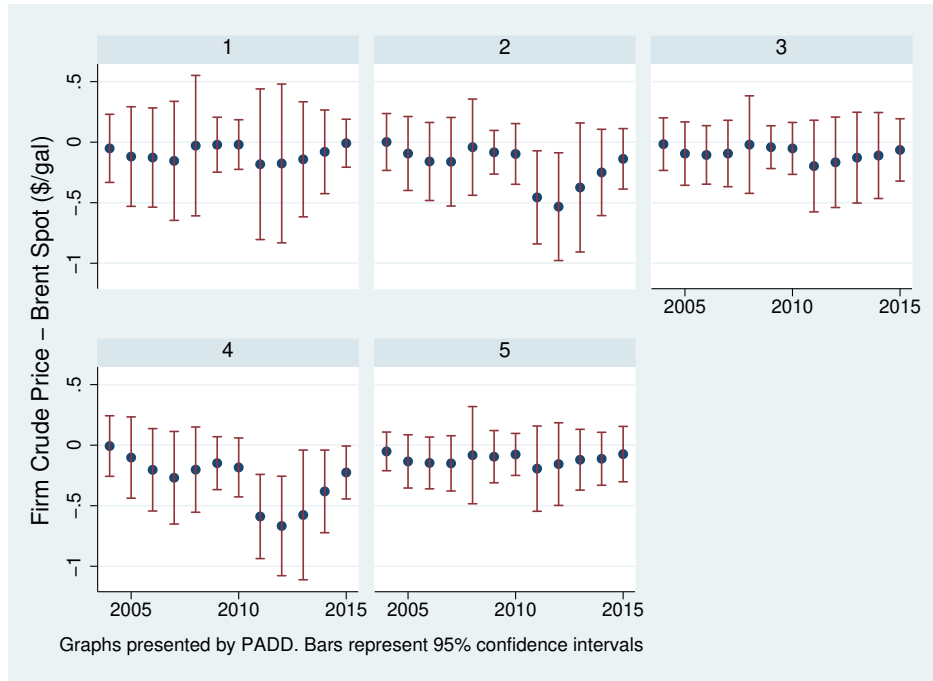 Firm Crude Price – Brent Spot ($/gal)
1
2
3
.5
0
-.5
-1
2005 2010 2015
4
5
.5
0
-.5
-1
2005 2010 2015
2005 2010 2015
Graphs presented by PADD. Bars represent 95% confidence intervals